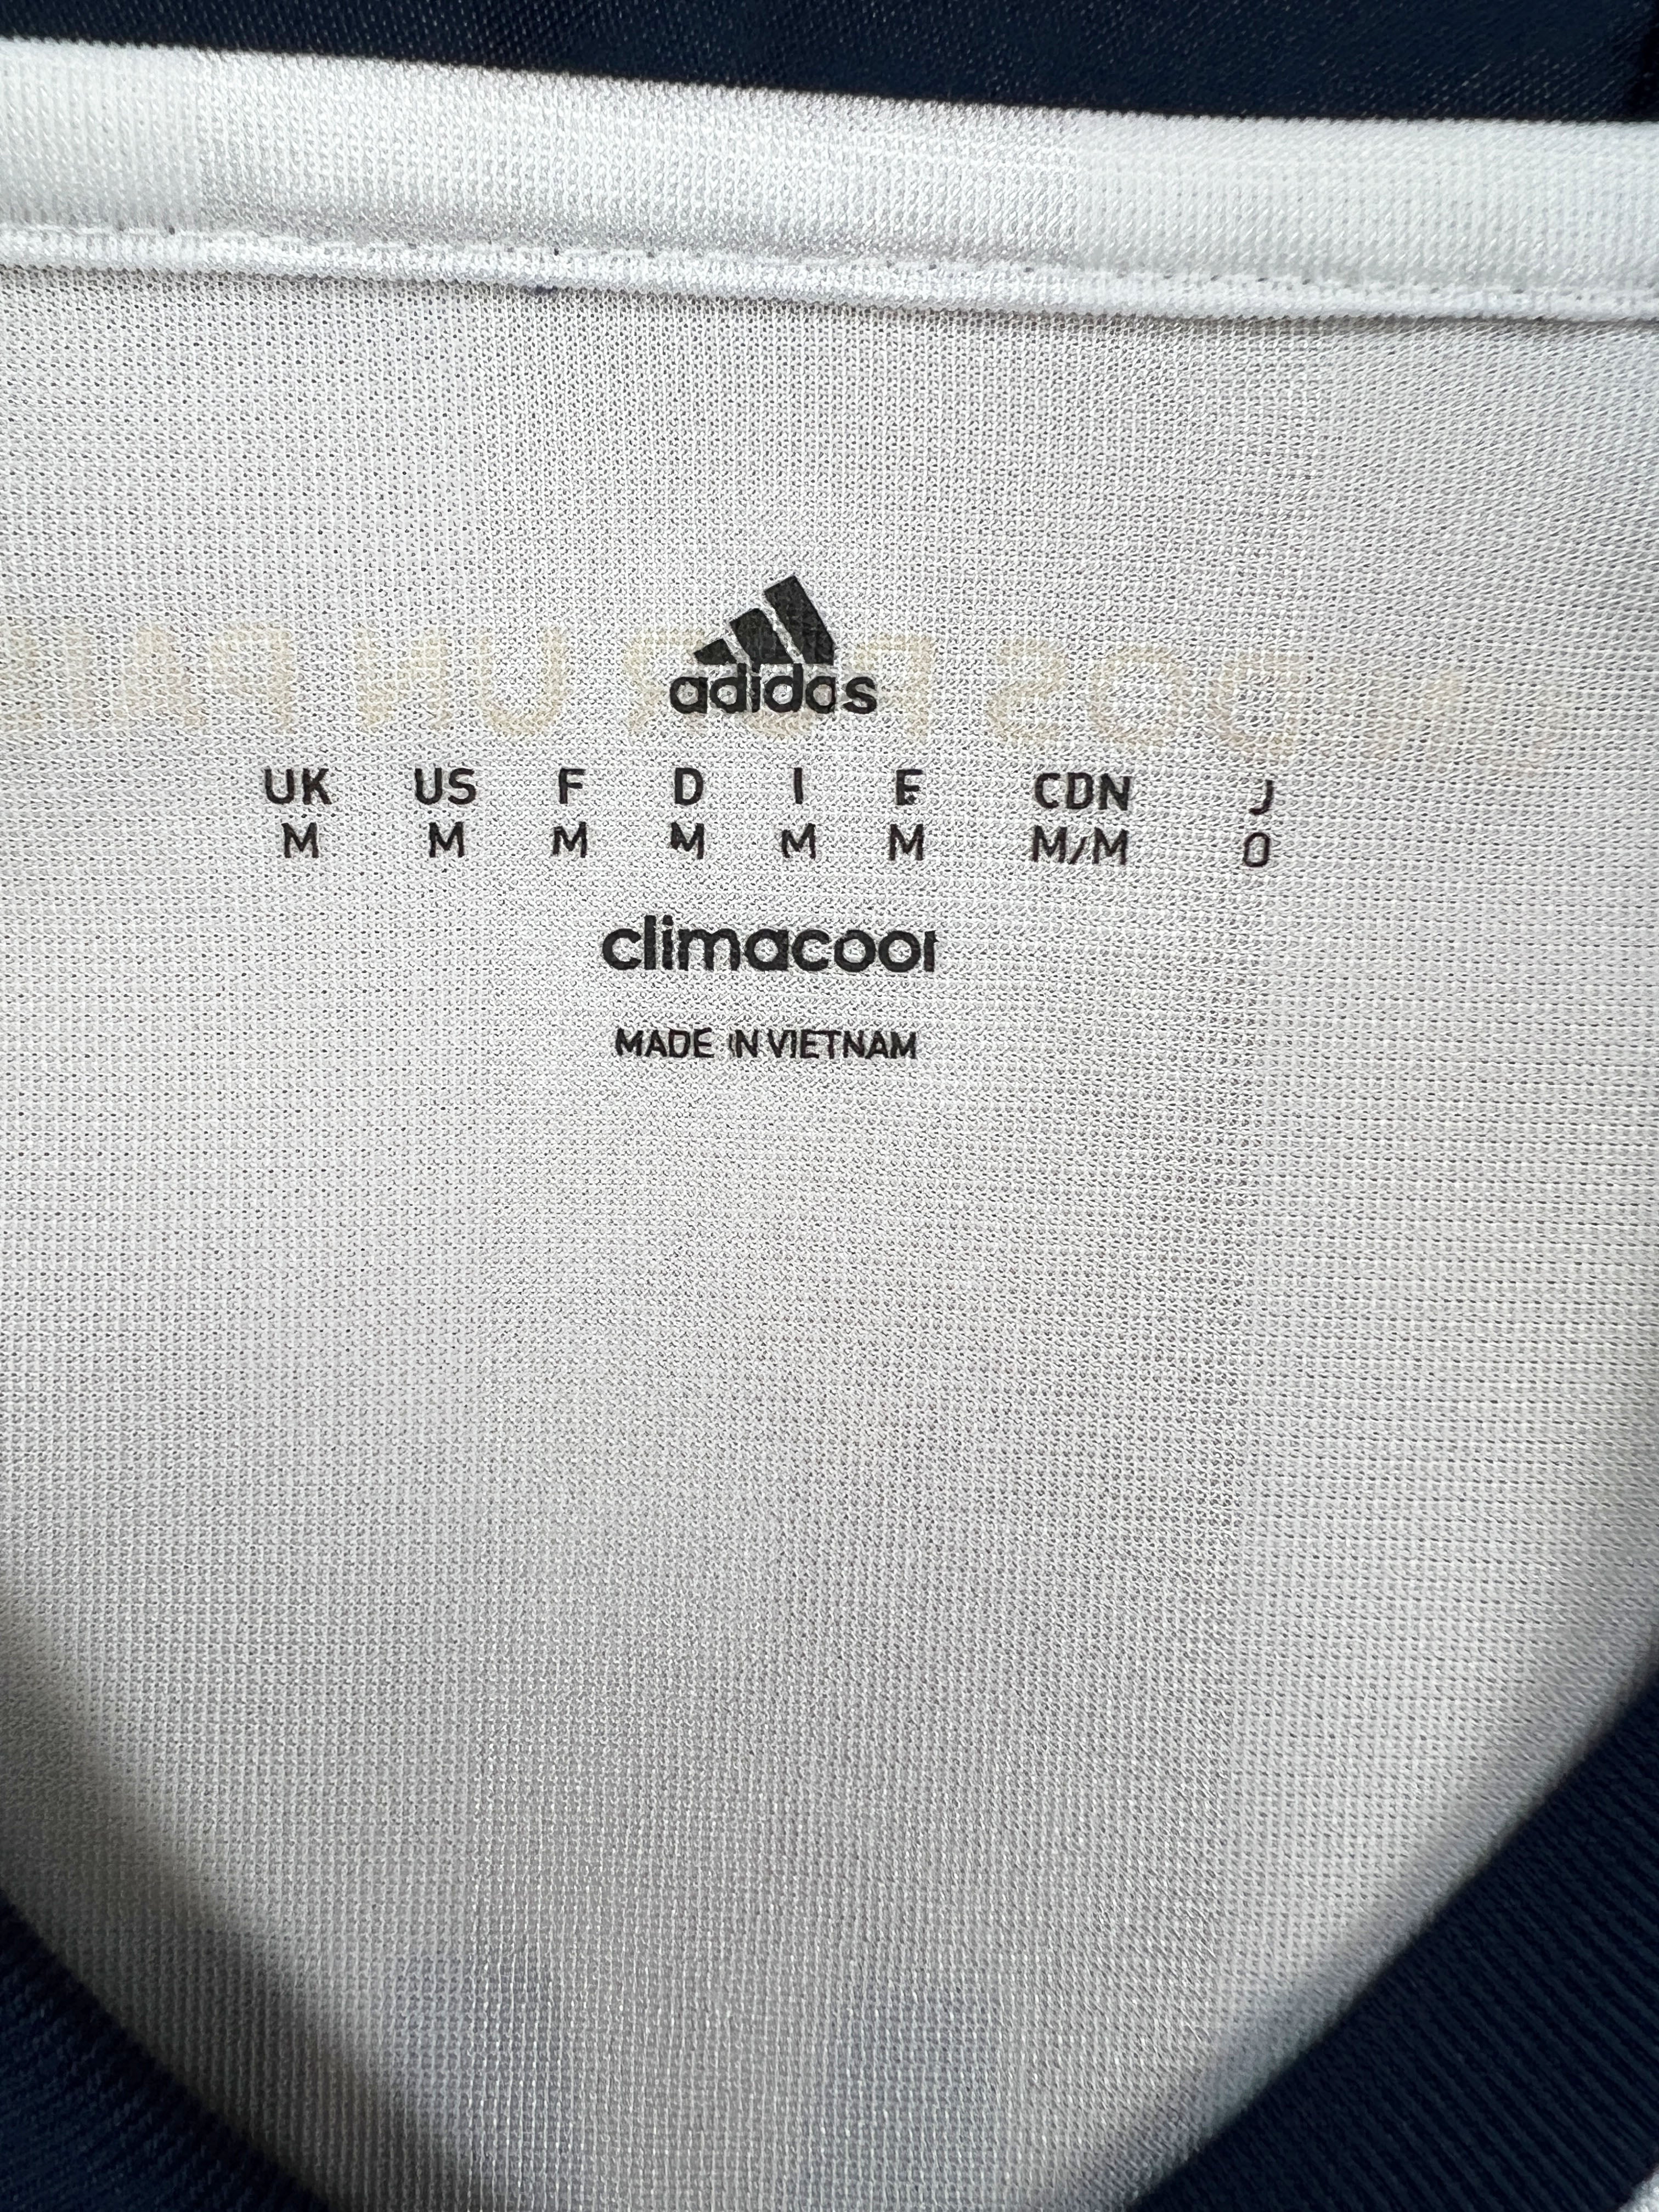 adidas
UK US F D I E CDN J
M M M M M M M/M O
climacool
MADE IN VIETNAM